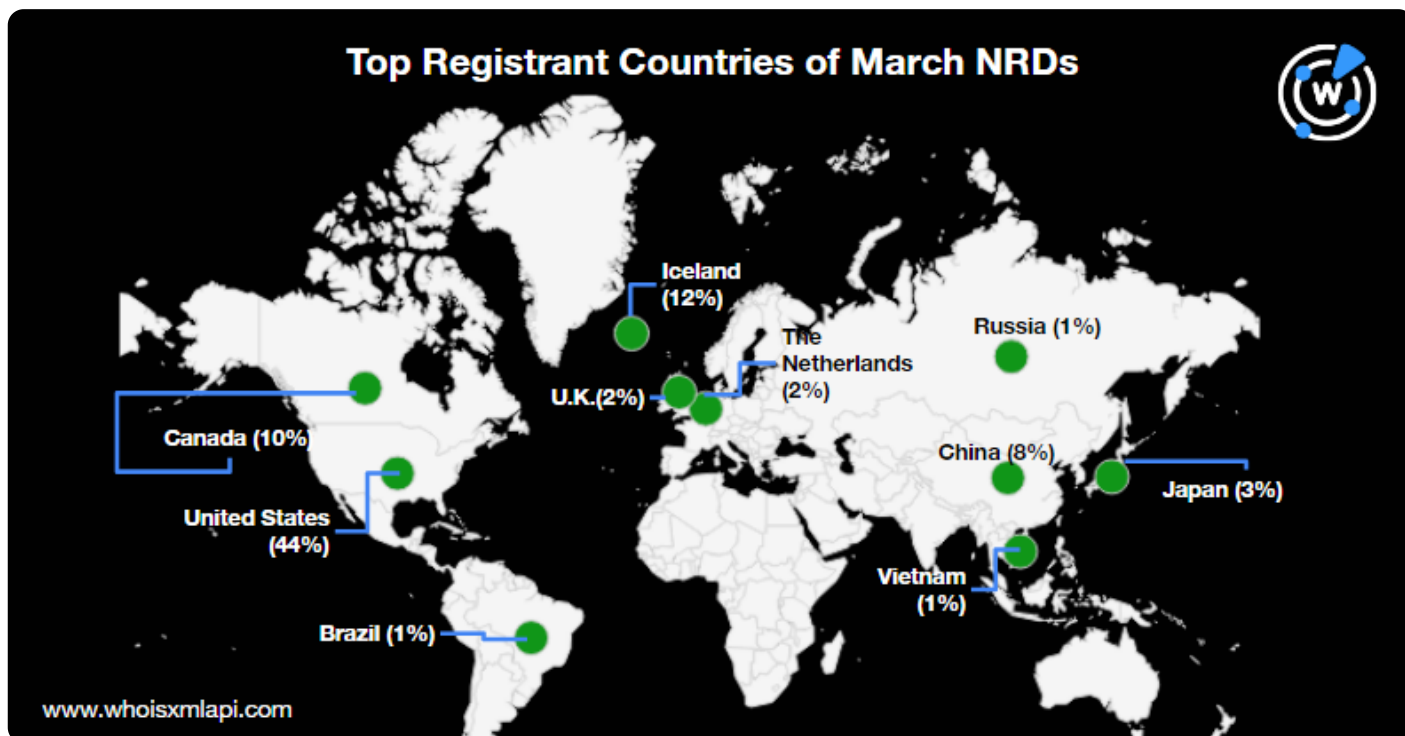 Top Registrant Countries of March NRDs
W
Iceland
(12%)
Russia (1%)
The
Netherlands
(2%)
U.K.(2%)
Canada (10%)
China (8%)
Japan (3%)
United States
(44%)
Vietnam
(1%)
Brazil (1%)
www.whoisxmlapi.com